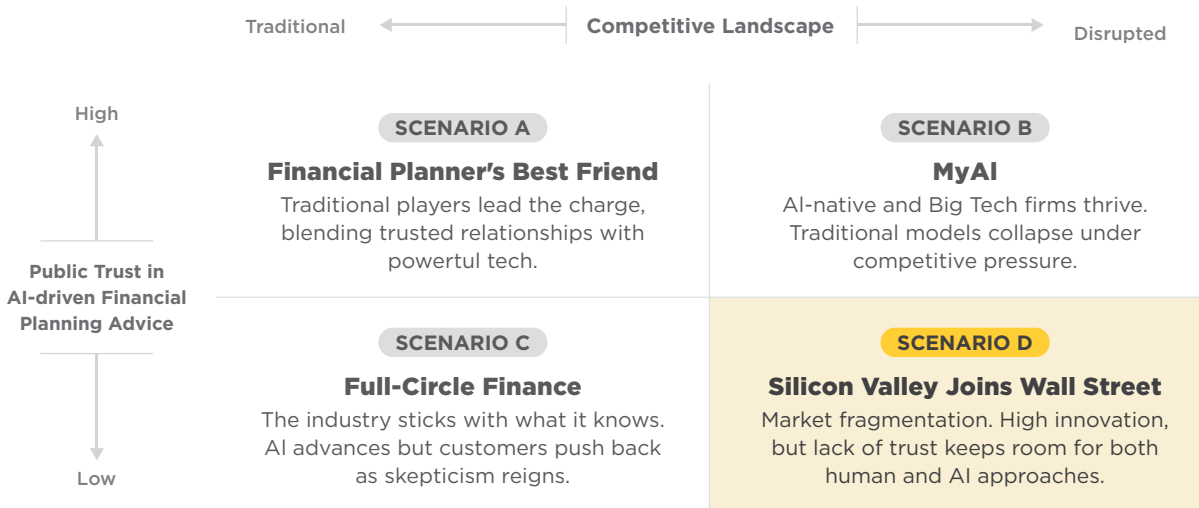 Traditional
Competitive Landscape
Disrupted
High
Public Trust in
AI-driven Financial
Planning Advice
Low
SCENARIO A
Financial Planner's Best Friend
Traditional players lead the charge,
blending trusted relationships with
powertul tech.
SCENARIO B
MyAI
AI-native and Big Tech firms thrive.
Traditional models collapse under
competitive pressure.
SCENARIO C
Full-Circle Finance
The industry sticks with what it knows.
AI advances but customers push back
as skepticism reigns.
SCENARIO D
Silicon Valley Joins Wall Street
Market fragmentation. High innovation,
but lack of trust keeps room for both
human and AI approaches.